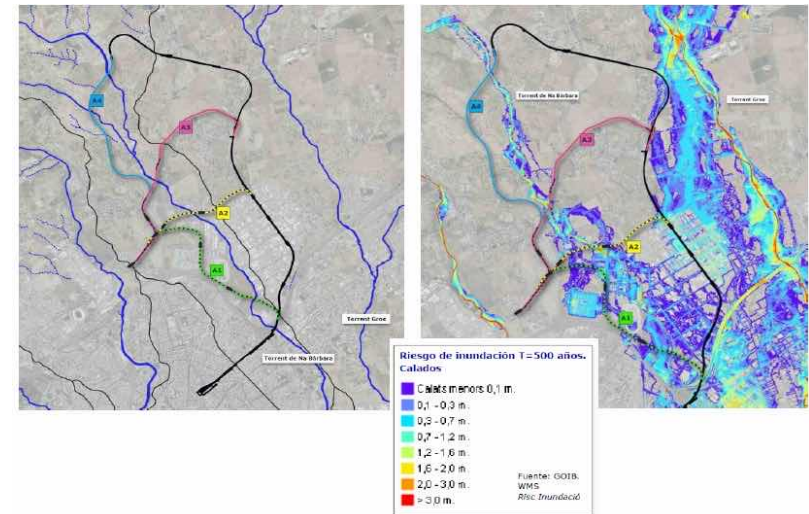 A4
A3
A2
A1
Torrent Gros
Torrent de Na Bàrbara
Torrent de Na Bàrbara
Torrent Gros
A4
A3
A2
A1
Riesgo de inundación T=500 años.
Calados
Calats menors 0,1 m.
0,1 - 0,3 m.
0,3 - 0,7 m.
0,7 - 1,2 m.
1,2 - 1,6 m.
1,6 - 2,0 m.
2,0 - 3,0 m.
> 3,0 m.
Fuente: GOIB.
WMS
Risc Inundació